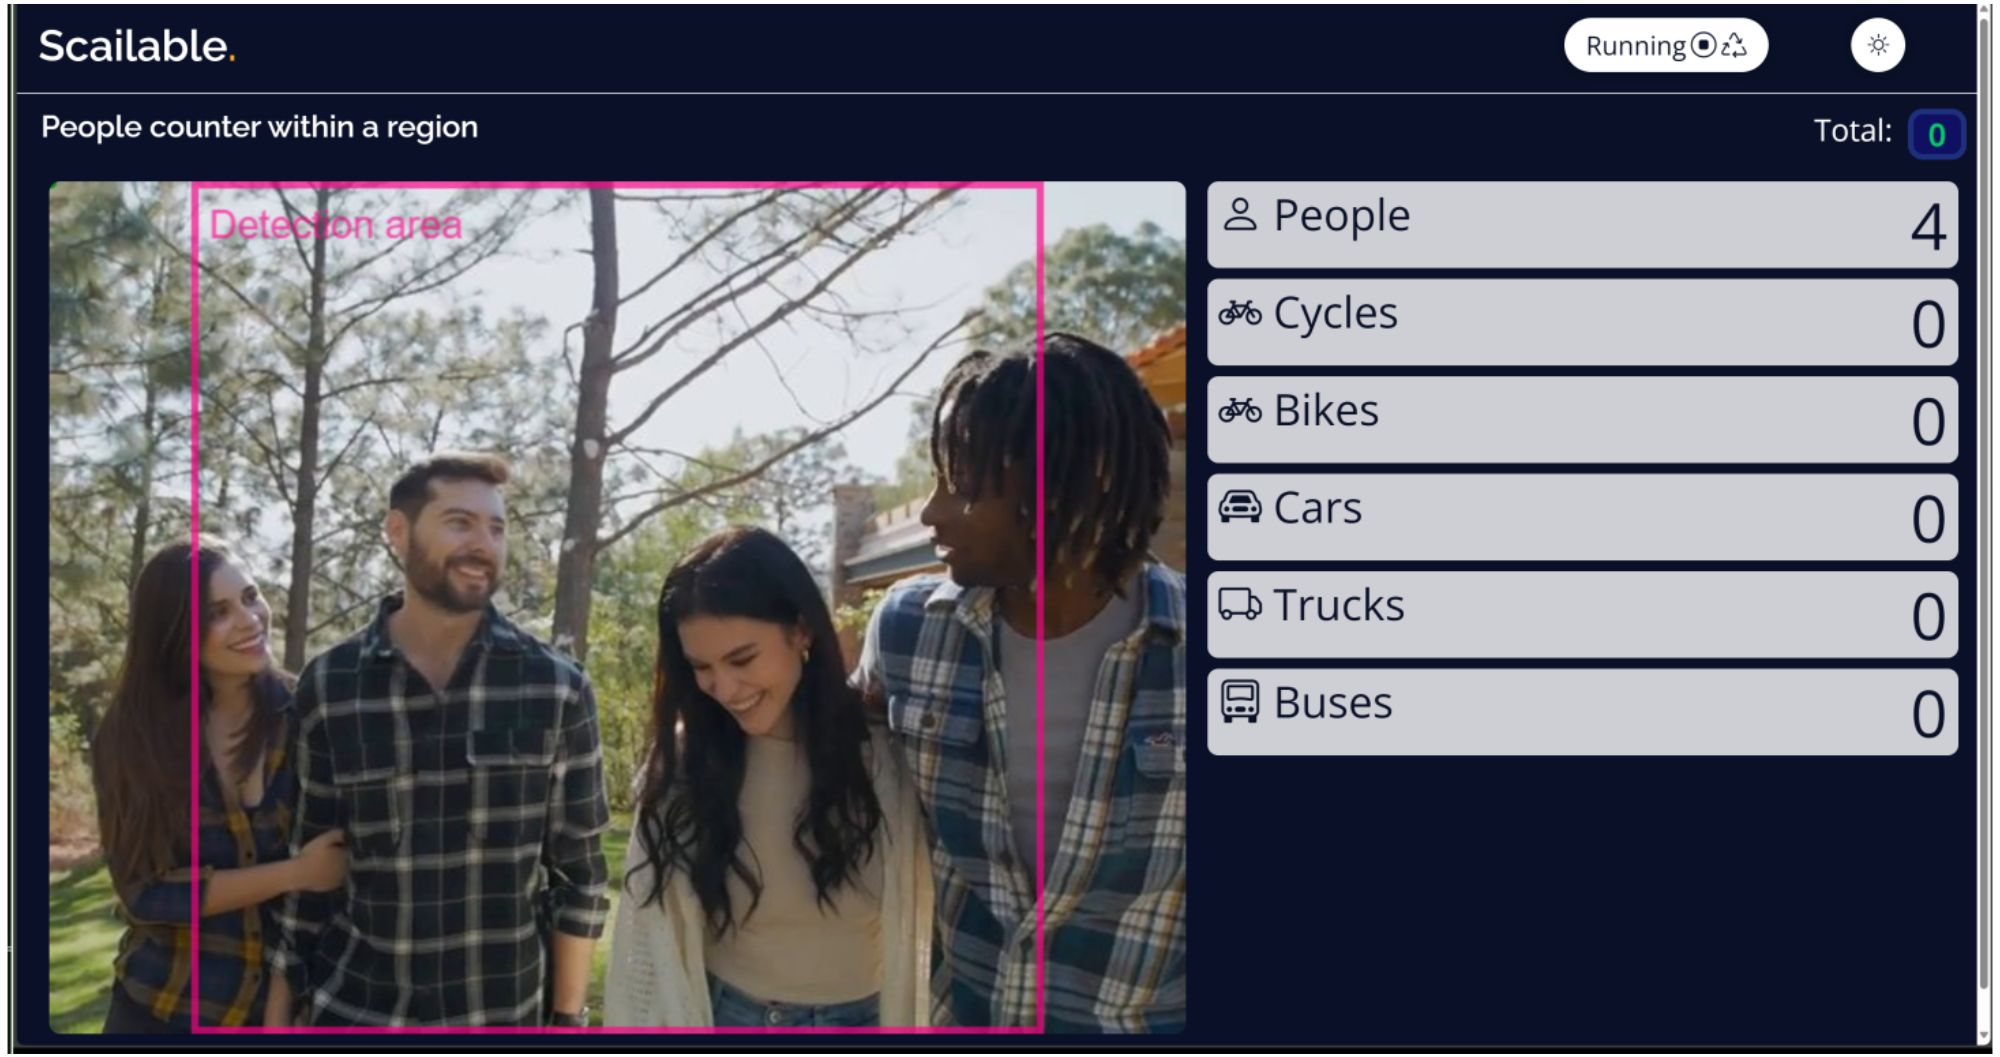 Scailable.
Running
People counter within a region
Total: 0
Detection area
People 4
Cycles 0
Bikes 0
Cars 0
Trucks 0
Buses 0